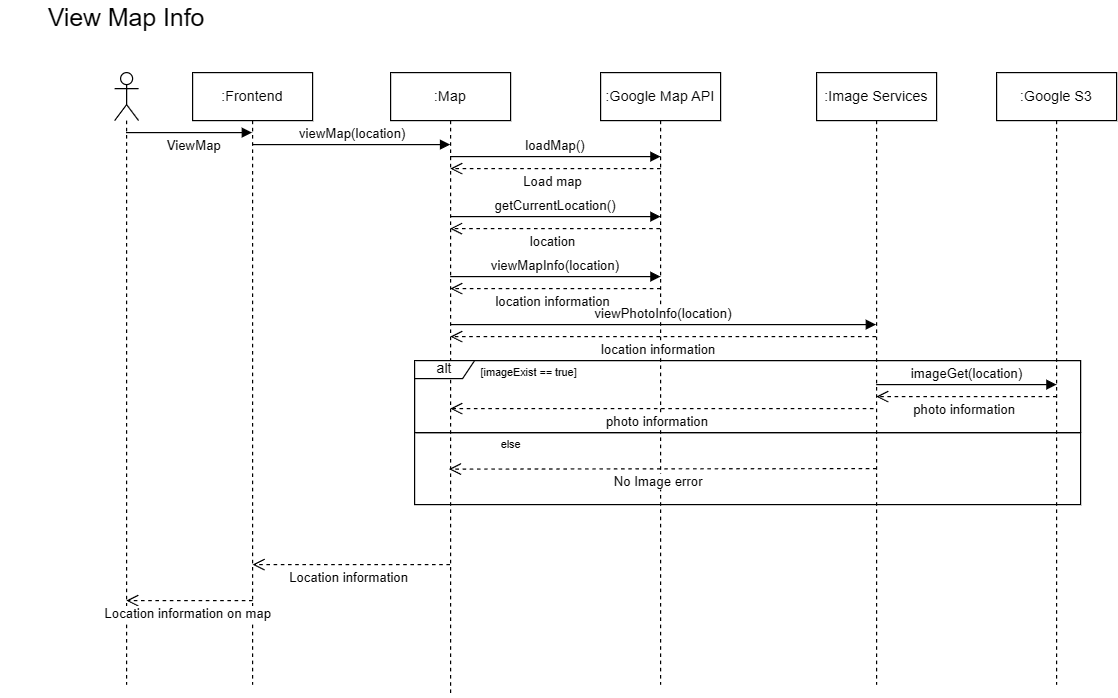 View Map Info
:Frontend
:Map
:Google Map API
:Image Services
:Google S3
ViewMap
viewMap(location)
loadMap()
Load map
getCurrentLocation()
location
viewMapInfo(location)
location information
viewPhotoInfo(location)
location information
alt
[imageExist == true]
imageGet(location)
photo information
photo information
else
No Image error
Location information
Location information on map